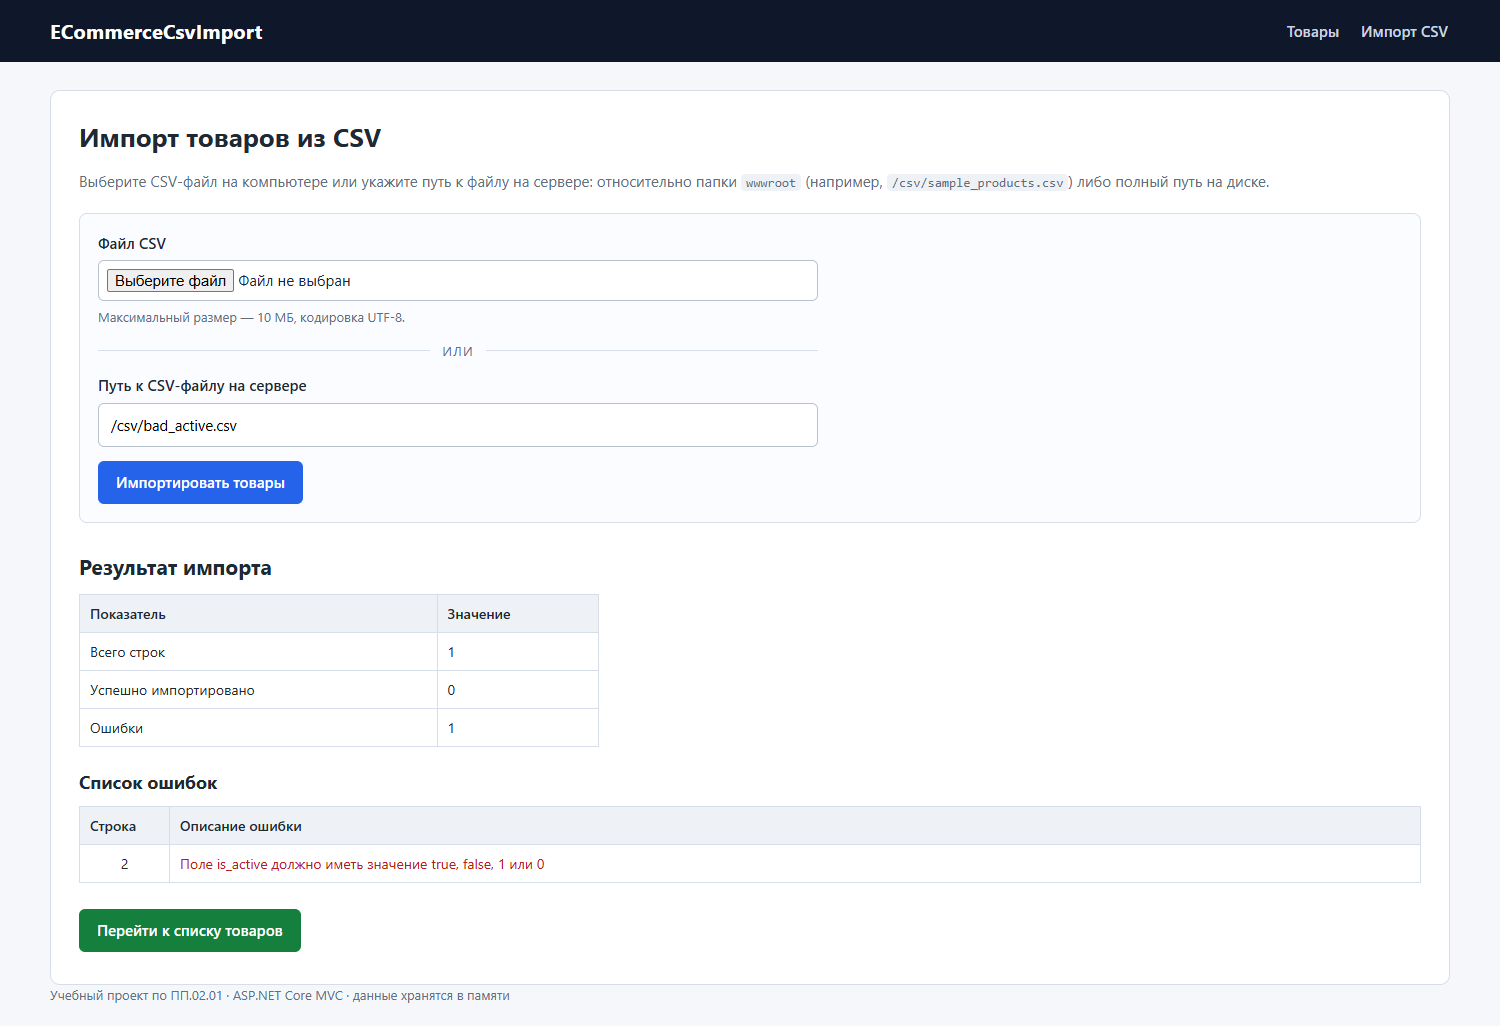 ECommerceCsvImport
Товары Импорт CSV
Импорт товаров из CSV
Выберите CSV-файл на компьютере или укажите путь к файлу на сервере: относительно папки wwwroot (например, /csv/sample_products.csv) либо полный путь на диске.
Файл CSV
Выберите файл Файл не выбран
Максимальный размер — 10 МБ, кодировка UTF-8.
ИЛИ
Путь к CSV-файлу на сервере
/csv/bad_active.csv
Импортировать товары
Результат импорта
Показатель Значение
Всего строк 1
Успешно импортировано 0
Ошибки 1
Список ошибок
Строка Описание ошибки
2 Поле is_active должно иметь значение true, false, 1 или 0
Перейти к списку товаров
Учебный проект по ПП.02.01 · ASP.NET Core MVC · данные хранятся в памяти